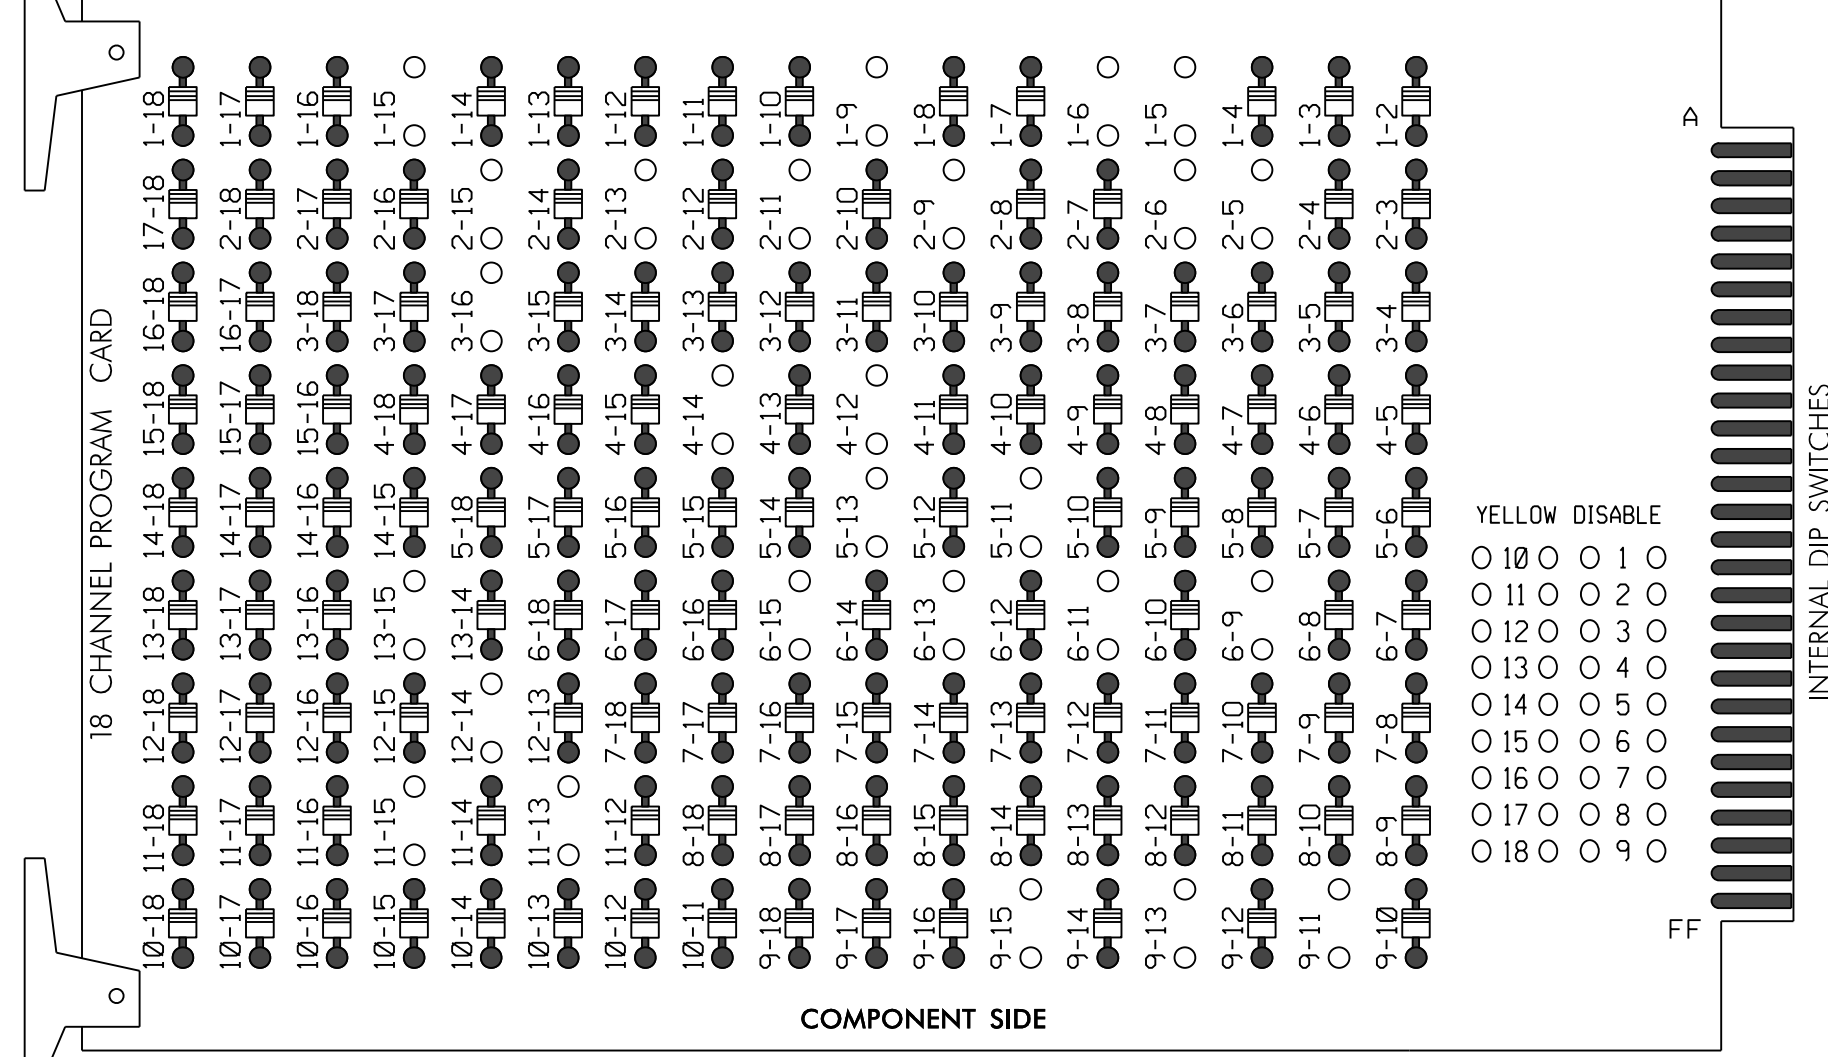 1-18 1-17 1-16 1-15 1-14 1-13 1-12 1-11 1-10 1-9 1-8 1-7 1-6 1-5 1-4 1-3 1-2
17-18 2-18 2-17 2-16 2-15 2-14 2-13 2-12 2-11 2-10 2-9 2-8 2-7 2-6 2-5 2-4 2-3
16-18 16-17 3-18 3-17 3-16 3-15 3-14 3-13 3-12 3-11 3-10 3-9 3-8 3-7 3-6 3-5 3-4
15-18 15-17 15-16 4-18 4-17 4-16 4-15 4-14 4-13 4-12 4-11 4-10 4-9 4-8 4-7 4-6 4-5
14-18 14-17 14-16 14-15 5-18 5-17 5-16 5-15 5-14 5-13 5-12 5-11 5-10 5-9 5-8 5-7 5-6
13-18 13-17 13-16 13-15 13-14 6-18 6-17 6-16 6-15 6-14 6-13 6-12 6-11 6-10 6-9 6-8 6-7
12-18 12-17 12-16 12-15 12-14 12-13 7-18 7-17 7-16 7-15 7-14 7-13 7-12 7-11 7-10 7-9 7-8
11-18 11-17 11-16 11-15 11-14 11-13 11-12 8-18 8-17 8-16 8-15 8-14 8-13 8-12 8-11 8-10 8-9
10-18 10-17 10-16 10-15 10-14 10-13 10-12 10-11 9-18 9-17 9-16 9-15 9-14 9-13 9-12 9-11 9-10
18 CHANNEL PROGRAM CARD
A
YELLOW DISABLE
10 1
11 2
12 3
13 4
14 5
15 6
16 7
17 8
18 9
FF
INTERNAL DIP SWITCHES
COMPONENT SIDE